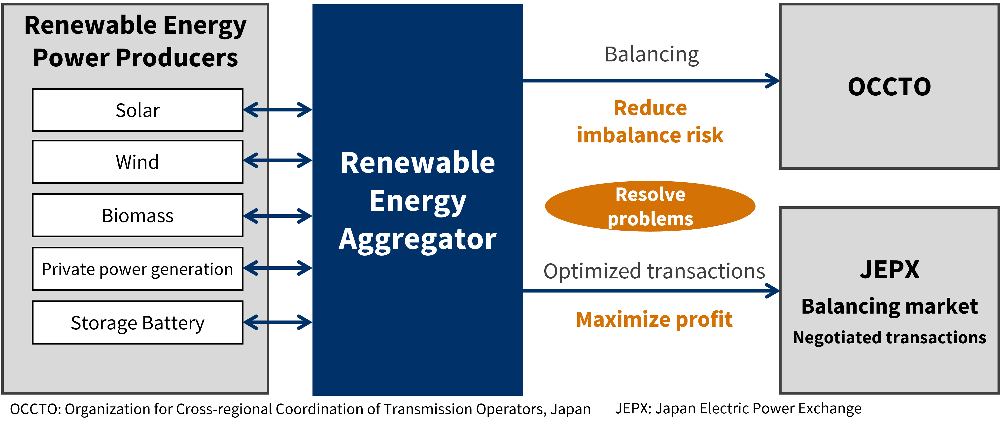 Renewable Energy
Power Producers
Solar
Wind
Biomass
Private power generation
Storage Battery
Renewable
Energy
Aggregator
Balancing
Reduce
imbalance risk
Resolve
problems
Optimized transactions
Maximize profit
OCCTO
JEPX
Balancing market
Negotiated transactions
OCCTO: Organization for Cross-regional Coordination of Transmission Operators, Japan
JEPX: Japan Electric Power Exchange